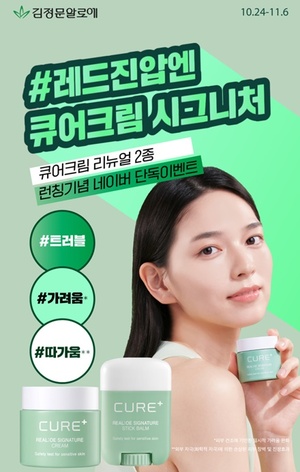 김정문알로에
10.24-11.6
#레드진압엔
큐어크림 시그니처
큐어크림 리뉴얼 2종
런칭기념 네이버 단독이벤트
#트러블
#가려움*
#따가움**
CURE+
REAL DE SIGNATURE
CREAM
CURE+
REAL DE SIGNATURE
STICK BALM
CURE+